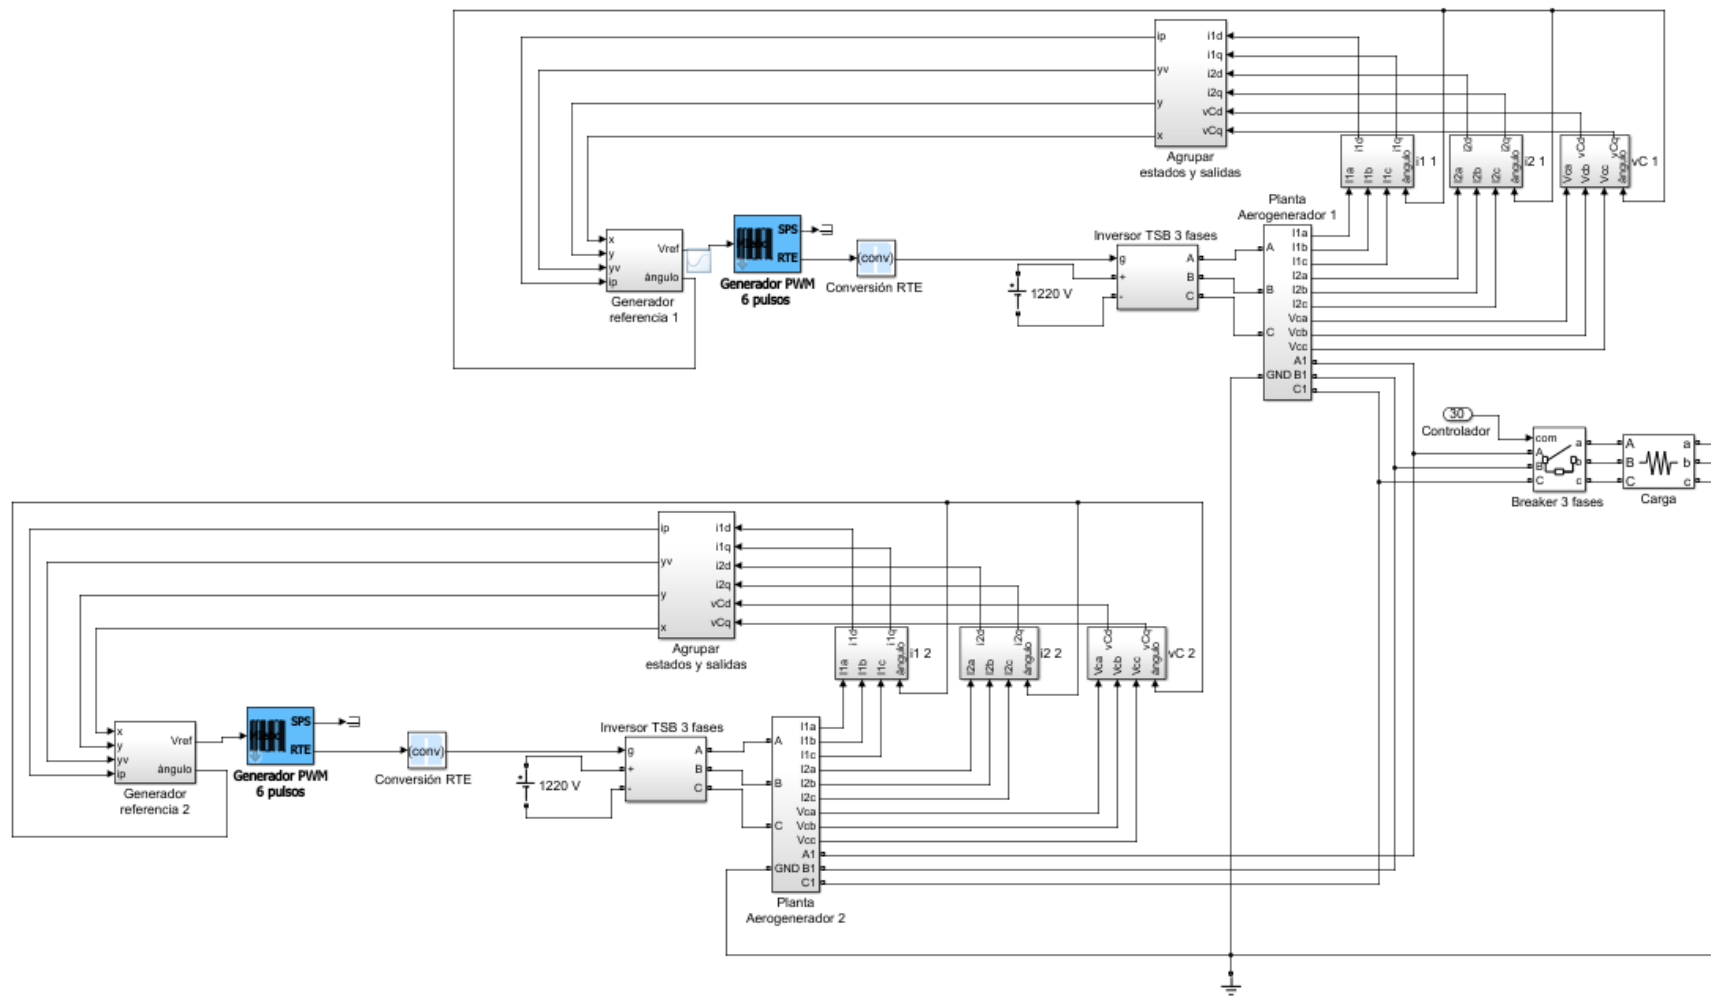 ip
yv
y
x
i1d
i1q
i2d
i2q
vCd
vCq
Agrupar
estados y salidas
i1d
i1q
I1a
I1b
I1c
ángulo
i1 1
i2d
i2q
I2a
I2b
I2c
ángulo
i2 1
vCd
vCq
Vca
Vcb
Vcc
ángulo
vC 1
x
y
yv
ip
Vref
ángulo
Generador
referencia 1
SPS
RTE
Generador PWM
6 pulsos
(conv)
Conversión RTE
1220 V
Inversor TSB 3 fases
g
+
-
A
B
C
Planta
Aerogenerador 1
A
B
C
GND
I1a
I1b
I1c
I2a
I2b
I2c
Vca
Vcb
Vcc
A1
B1
C1
30
Controlador
com
A
B
C
a
b
c
Breaker 3 fases
A
B
C
a
b
c
Carga
ip
yv
y
x
i1d
i1q
i2d
i2q
vCd
vCq
Agrupar
estados y salidas
i1d
i1q
I1a
I1b
I1c
ángulo
i1 2
i2d
i2q
I2a
I2b
I2c
ángulo
i2 2
vCd
vCq
Vca
Vcb
Vcc
ángulo
vC 2
x
y
yv
ip
Vref
ángulo
Generador
referencia 2
SPS
RTE
Generador PWM
6 pulsos
(conv)
Conversión RTE
1220 V
Inversor TSB 3 fases
g
+
-
A
B
C
A
B
C
GND
I1a
I1b
I1c
I2a
I2b
I2c
Vca
Vcb
Vcc
A1
B1
C1
Planta
Aerogenerador 2